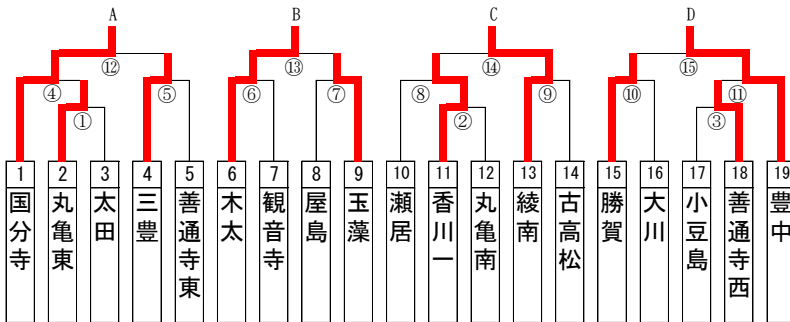 A B C D
⑫ ⑬ ⑭ ⑮
④ ⑤ ⑥ ⑦ ⑧ ⑨ ⑩ ⑪
① ② ③
1 2 3 4 5 6 7 8 9 10 11 12 13 14 15 16 17 18 19
国分寺
丸亀東
太田
三豊
善通寺東
木太
観音寺
屋島
玉藻
瀬居
香川一
丸亀南
綾南
古高松
勝賀
大川
小豆島
善通寺西
豊中